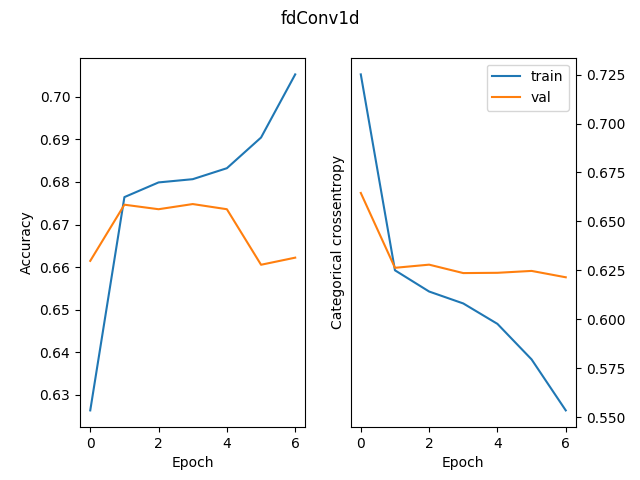 fdConv1d
Accuracy
0.70
0.69
0.68
0.67
0.66
0.65
0.64
0.63
0 2 4 6
Epoch
Categorical crossentropy
train
val
0.725
0.700
0.675
0.650
0.625
0.600
0.575
0.550
0 2 4 6
Epoch